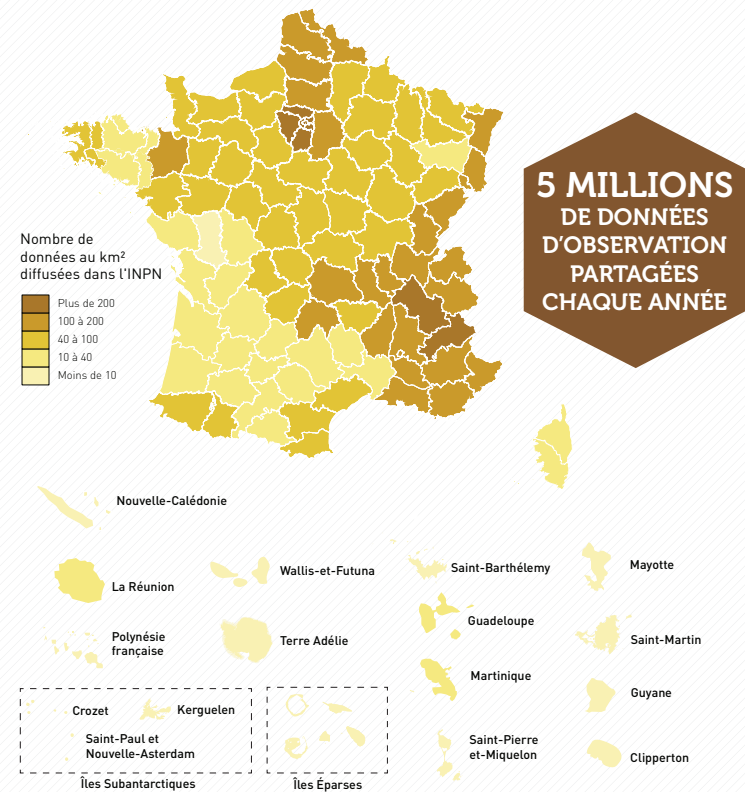 5 MILLIONS
DE DONNÉES
D'OBSERVATION
PARTAGÉES
CHAQUE ANNÉE
Nombre de
données au km²
diffusées dans l'INPN
Plus de 200
100 à 200
40 à 100
10 à 40
Moins de 10
Nouvelle-Calédonie
La Réunion
Wallis-et-Futuna
Saint-Barthélemy
Mayotte
Guadeloupe
Polynésie
française
Terre Adélie
Saint-Martin
Martinique
Guyane
Crozet
Kerguelen
Saint-Paul et
Nouvelle-Asterdam
Saint-Pierre
et-Miquelon
Clipperton
Îles Subantarctiques
Îles Éparses